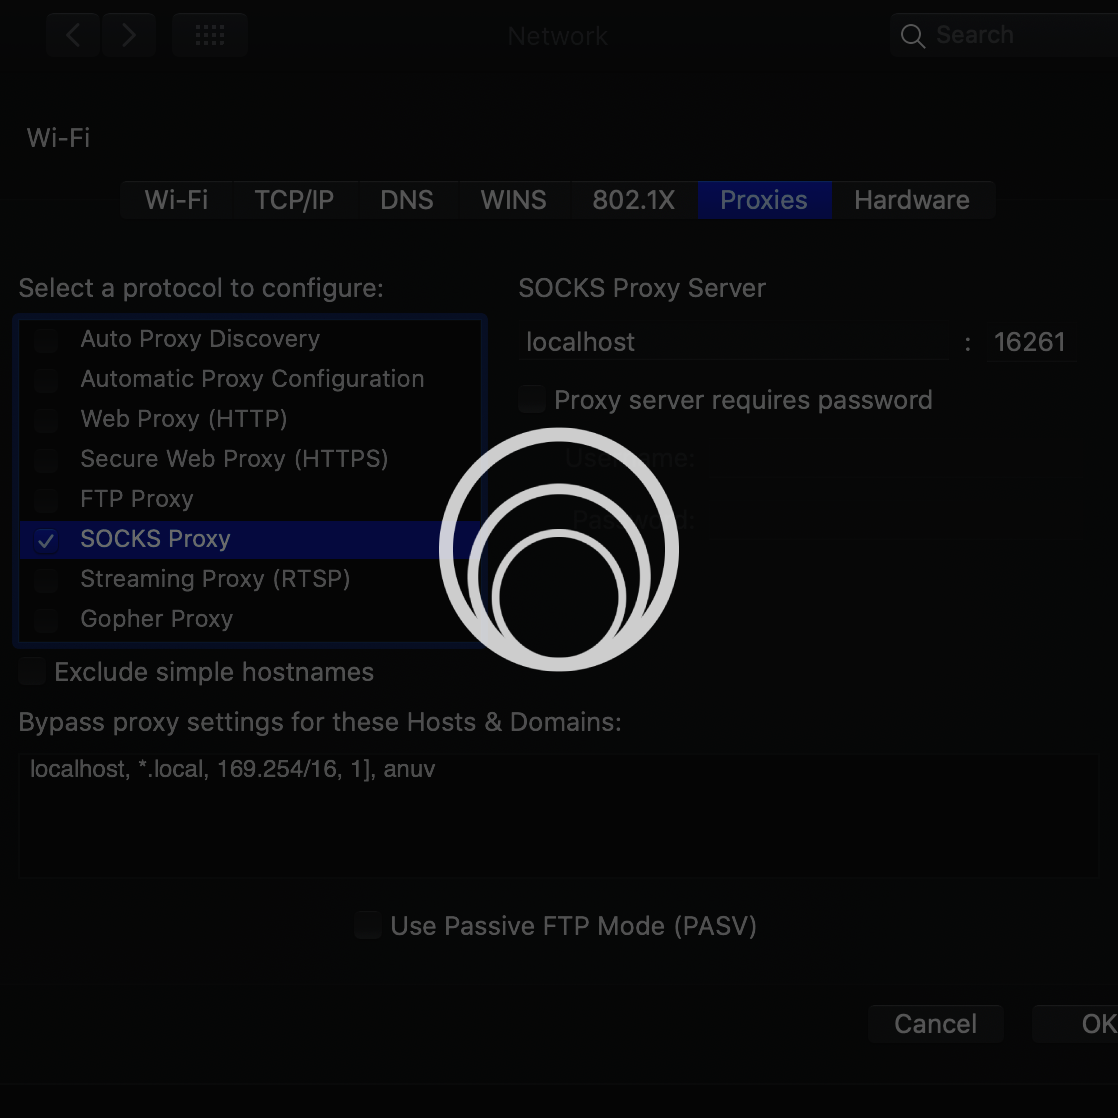 Network
Search
Wi-Fi
Wi-Fi TCP/IP DNS WINS 802.1X Proxies Hardware
Select a protocol to configure:
Auto Proxy Discovery
Automatic Proxy Configuration
Web Proxy (HTTP)
Secure Web Proxy (HTTPS)
FTP Proxy
SOCKS Proxy
Streaming Proxy (RTSP)
Gopher Proxy
SOCKS Proxy Server
localhost : 16261
Proxy server requires password
Username:
Password:
Exclude simple hostnames
Bypass proxy settings for these Hosts & Domains:
localhost, *.local, 169.254/16, 1], anuv
Use Passive FTP Mode (PASV)
Cancel
OK